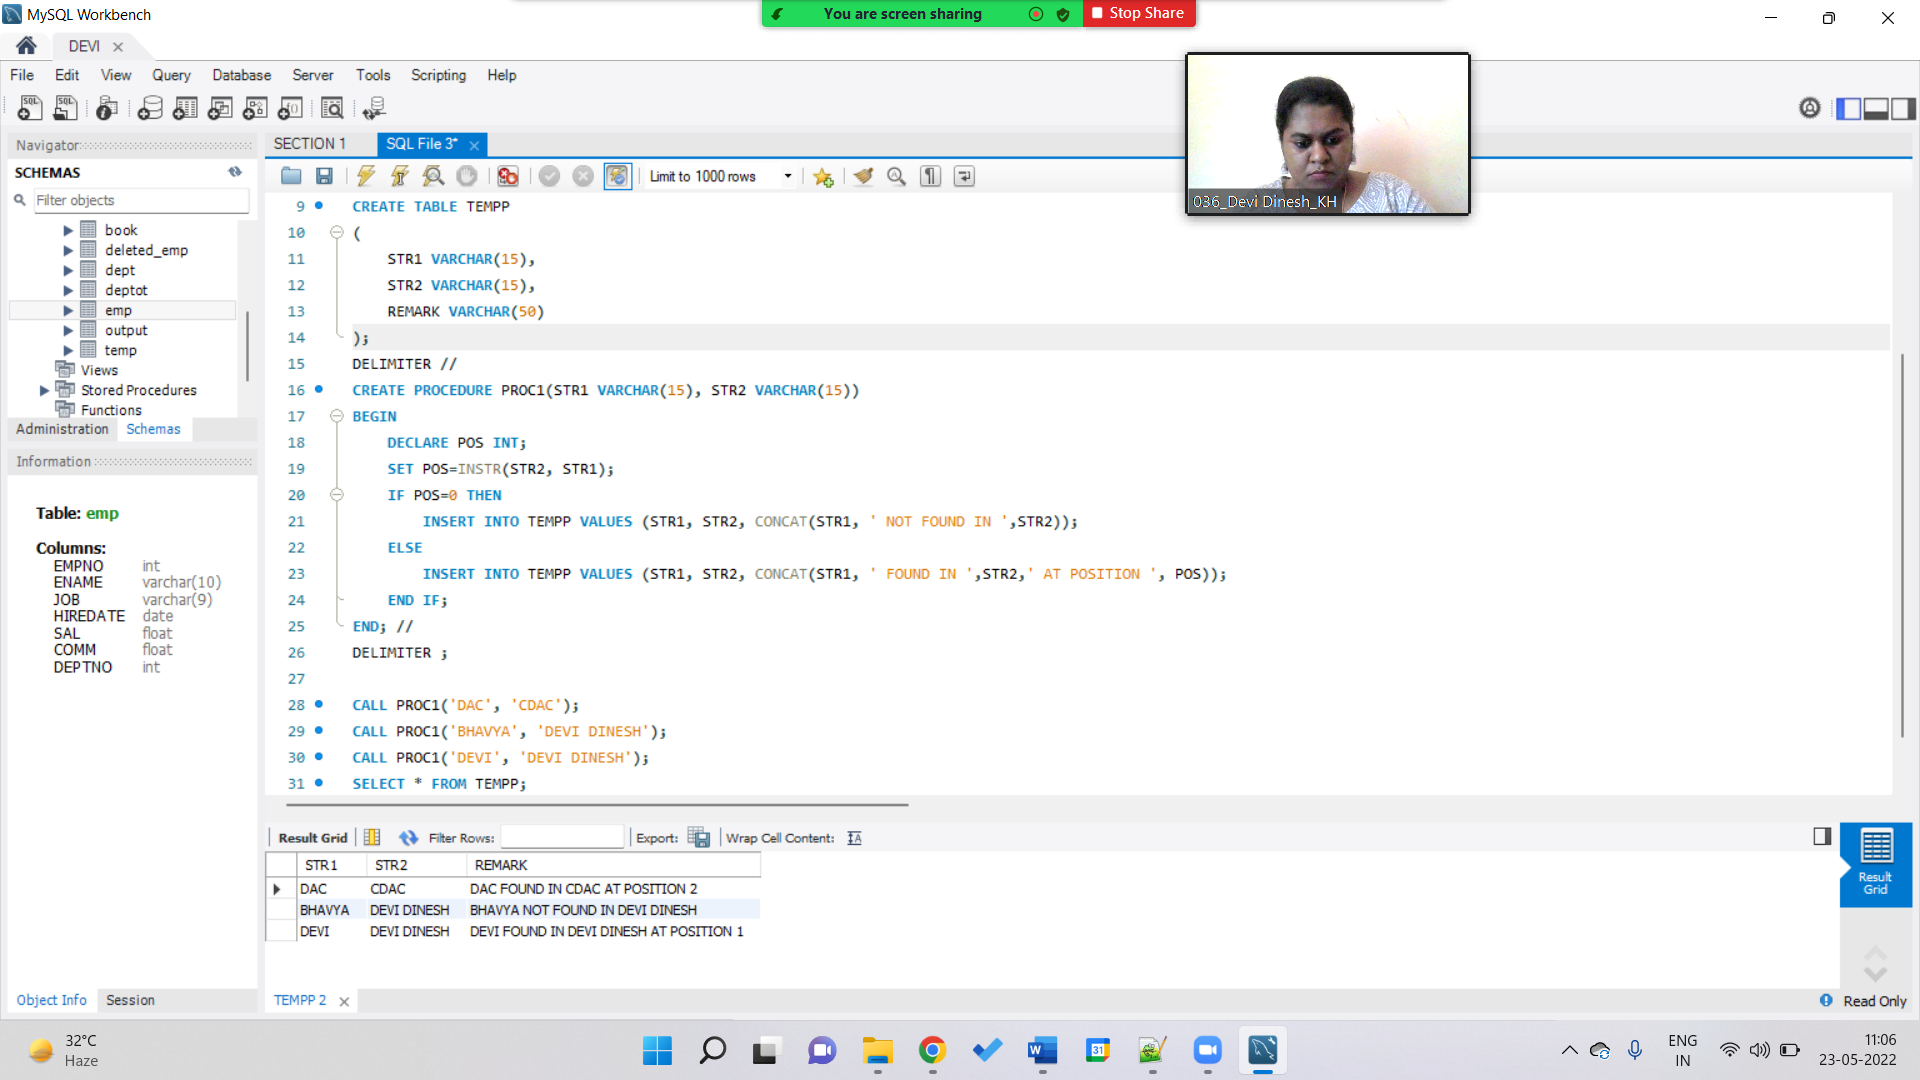 MySQL Workbench
You are screen sharing
Stop Share
DEVI
File Edit View Query Database Server Tools Scripting Help
Navigator
SCHEMAS
Filter objects
book
deleted_emp
dept
deptot
emp
output
temp
Views
Stored Procedures
Functions
Administration Schemas
Information
Table: emp
Columns:
EMPNO int
ENAME varchar(10)
JOB varchar(9)
HIREDATE date
SAL float
COMM float
DEPTNO int
Object Info Session
SECTION 1 SQL File 3*
Limit to 1000 rows
036_Devi Dinesh_KH
9 CREATE TABLE TEMPP
10 (
11 STR1 VARCHAR(15),
12 STR2 VARCHAR(15),
13 REMARK VARCHAR(50)
14 );
15 DELIMITER //
16 CREATE PROCEDURE PROC1(STR1 VARCHAR(15), STR2 VARCHAR(15))
17 BEGIN
18 DECLARE POS INT;
19 SET POS=INSTR(STR2, STR1);
20 IF POS=0 THEN
21 INSERT INTO TEMPP VALUES (STR1, STR2, CONCAT(STR1, ' NOT FOUND IN ',STR2));
22 ELSE
23 INSERT INTO TEMPP VALUES (STR1, STR2, CONCAT(STR1, ' FOUND IN ',STR2,' AT POSITION ', POS));
24 END IF;
25 END; //
26 DELIMITER ;
27
28 CALL PROC1('DAC', 'CDAC');
29 CALL PROC1('BHAVYA', 'DEVI DINESH');
30 CALL PROC1('DEVI', 'DEVI DINESH');
31 SELECT * FROM TEMPP;
Result Grid Filter Rows: Export: Wrap Cell Content:
STR1 STR2 REMARK
DAC CDAC DAC FOUND IN CDAC AT POSITION 2
BHAVYA DEVI DINESH BHAVYA NOT FOUND IN DEVI DINESH
DEVI DEVI DINESH DEVI FOUND IN DEVI DINESH AT POSITION 1
Result
Grid
TEMPP 2
Read Only
32°C
Haze
ENG
IN
11:06
23-05-2022